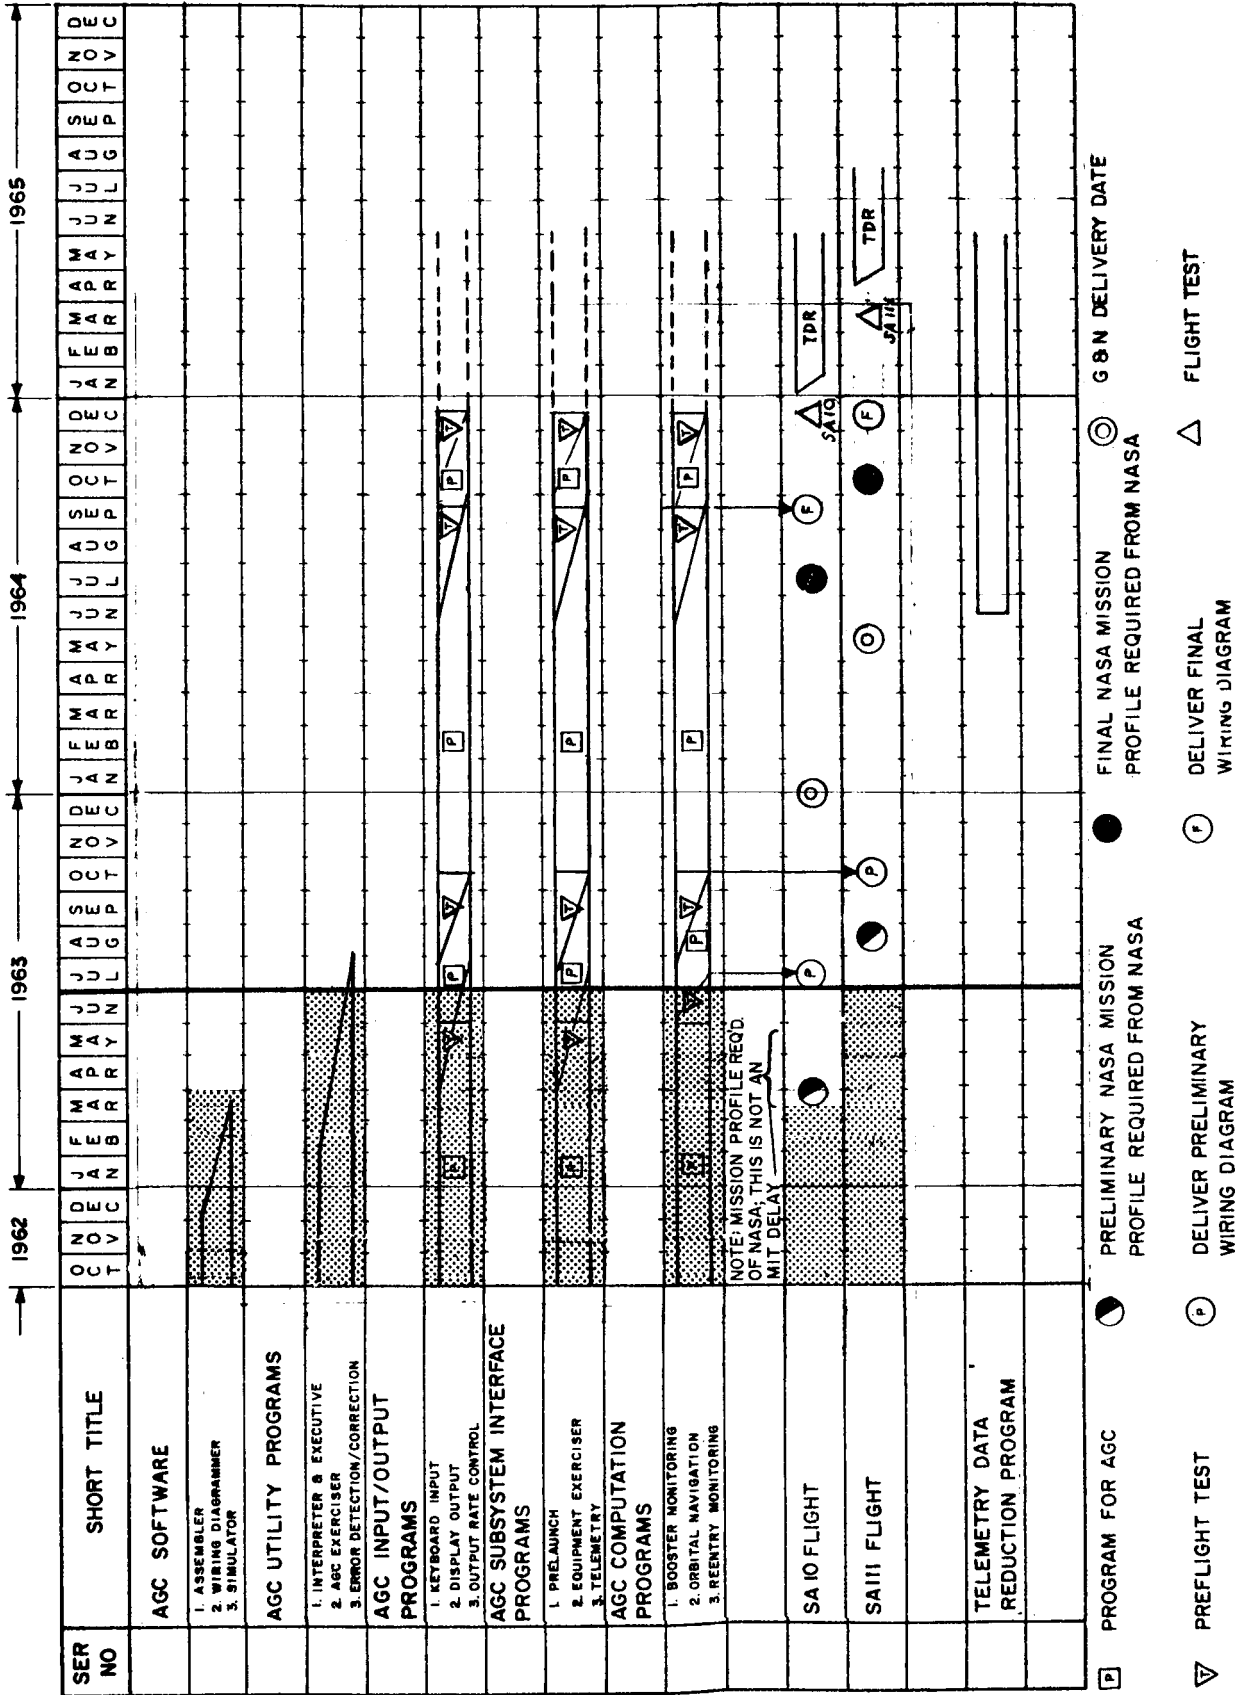 1962
1963
1964
1965
SER NO
SHORT TITLE
O N D J F M A M J J A S O N D J F M A M J J A S O N D J F M A M J J A S O N D
C O E A E A P A U U U E C O E A E A P A U U U E C O E A E A P A U U U E C O E
T V C N B R R Y N L G P T V C N B R R Y N L G P T V C N B R R Y N L G P T V C
AGC SOFTWARE
1. ASSEMBLER
2. WIRING DIAGRAMMER
3. SIMULATOR
AGC UTILITY PROGRAMS
1. INTERPRETER & EXECUTIVE
2. AGC EXERCISER
3. ERROR DETECTION/CORRECTION
AGC INPUT/OUTPUT
PROGRAMS
1. KEYBOARD INPUT
2. DISPLAY OUTPUT
3. OUTPUT RATE CONTROL
P T P T P T P T
AGC SUBSYSTEM INTERFACE
PROGRAMS
1. PRELAUNCH
2. EQUIPMENT EXERCISER
3. TELEMETRY
P T P T P T P T
AGC COMPUTATION
PROGRAMS
1. BOOSTER MONITORING
2. ORBITAL NAVIGATION
3. REENTRY MONITORING
P T P T P T P T
NOTE: MISSION PROFILE REQ'D.
OF NASA, THIS IS NOT AN
MIT DELAY
SA 10 FLIGHT
P F SA10 TDR
SA111 FLIGHT
P F SA 111 TDR
TELEMETRY DATA
REDUCTION PROGRAM
P PROGRAM FOR AGC
PRELIMINARY NASA MISSION
PROFILE REQUIRED FROM NASA
FINAL NASA MISSION
PROFILE REQUIRED FROM NASA
G&N DELIVERY DATE
T PREFLIGHT TEST
P DELIVER PRELIMINARY
WIRING DIAGRAM
F DELIVER FINAL
WIRING DIAGRAM
FLIGHT TEST